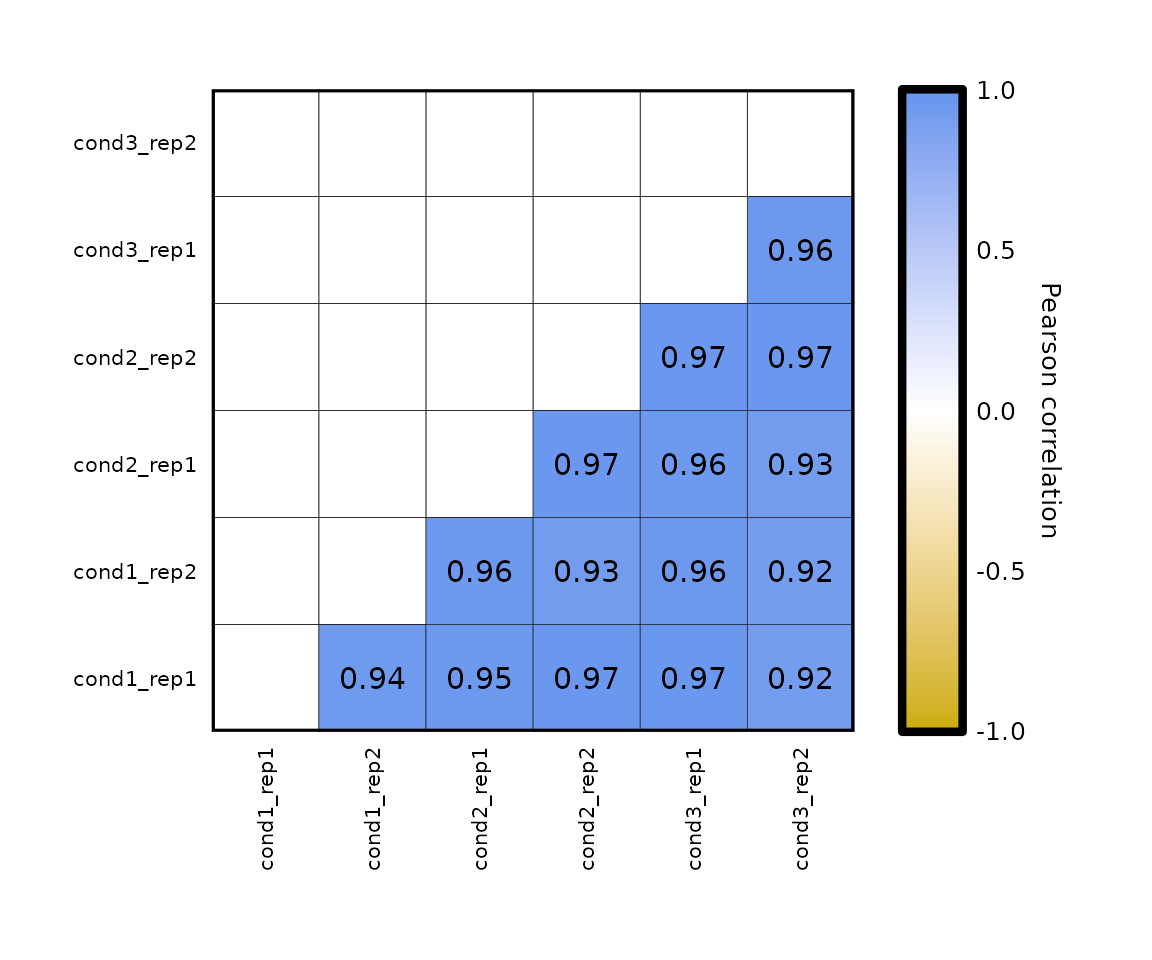 1.0
cond3_rep2
cond3_rep1 0.96 0.5
cond2_rep2 0.97 0.97
Pearson correlation
0.0
cond2_rep1 0.97 0.96 0.93
cond1_rep2 0.96 0.93 0.96 0.92 -0.5
cond1_rep1 0.94 0.95 0.97 0.97 0.92
-1.0
cond1_rep1 cond1_rep2 cond2_rep1 cond2_rep2 cond3_rep1 cond3_rep2